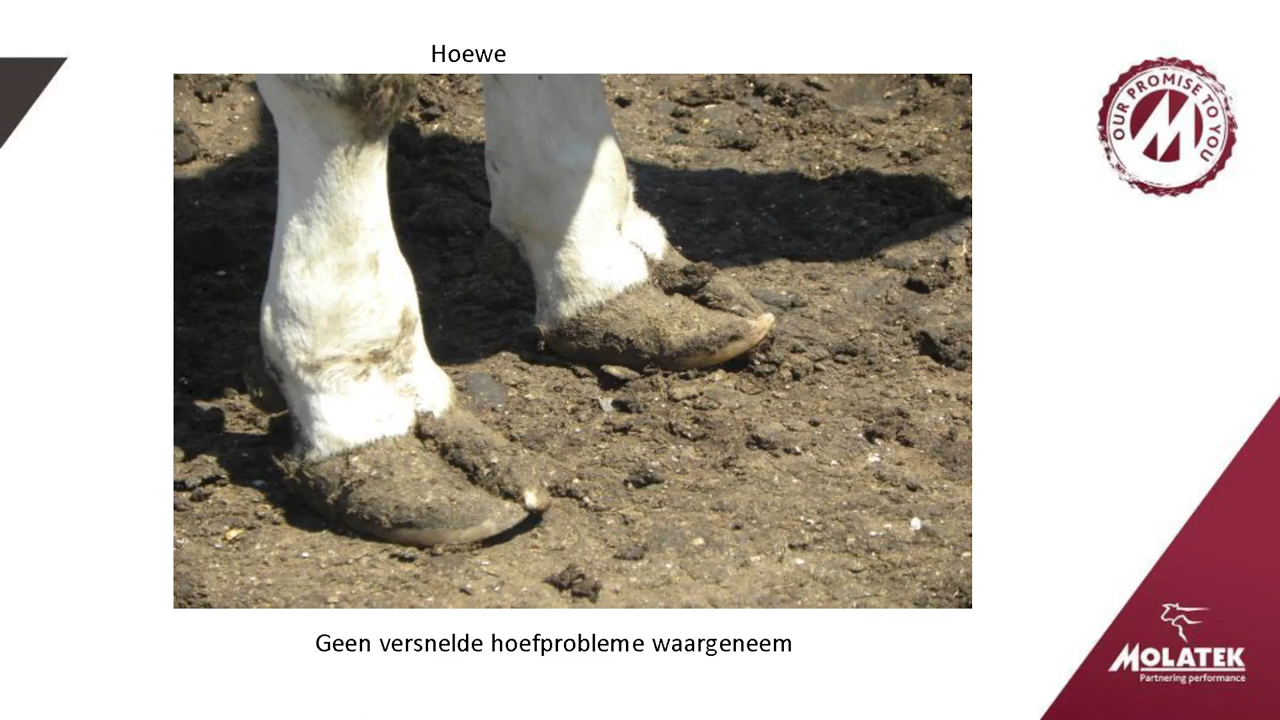 Hoewe
OUR PROMISE TO YOU
Geen versnelde hoefprobleme waargeneem
MOLATEK
Partnering performance